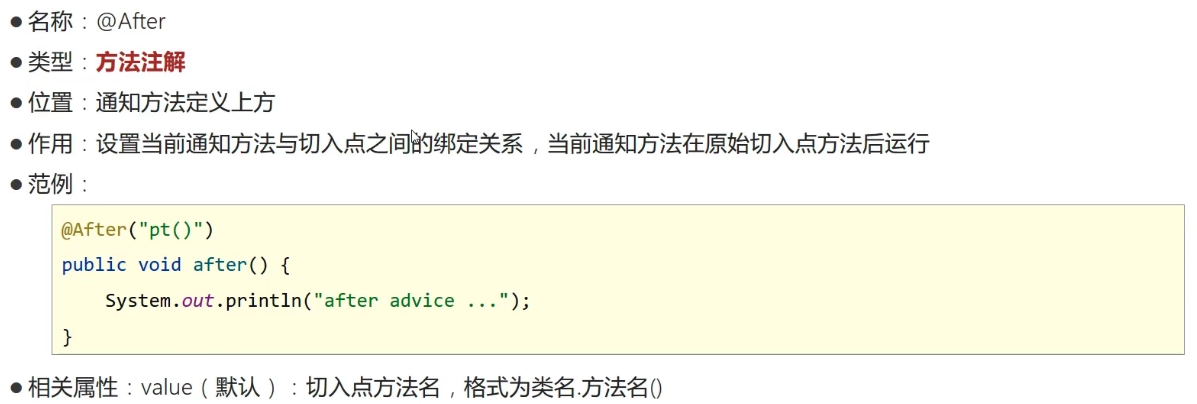 ● 名称：@After
● 类型：方法注解
● 位置：通知方法定义上方
● 作用：设置当前通知方法与切入点之间的绑定关系，当前通知方法在原始切入点方法后运行
● 范例：
@After("pt()")
public void after() {
    System.out.println("after advice ...");
}
● 相关属性：value（默认）：切入点方法名，格式为类名.方法名()